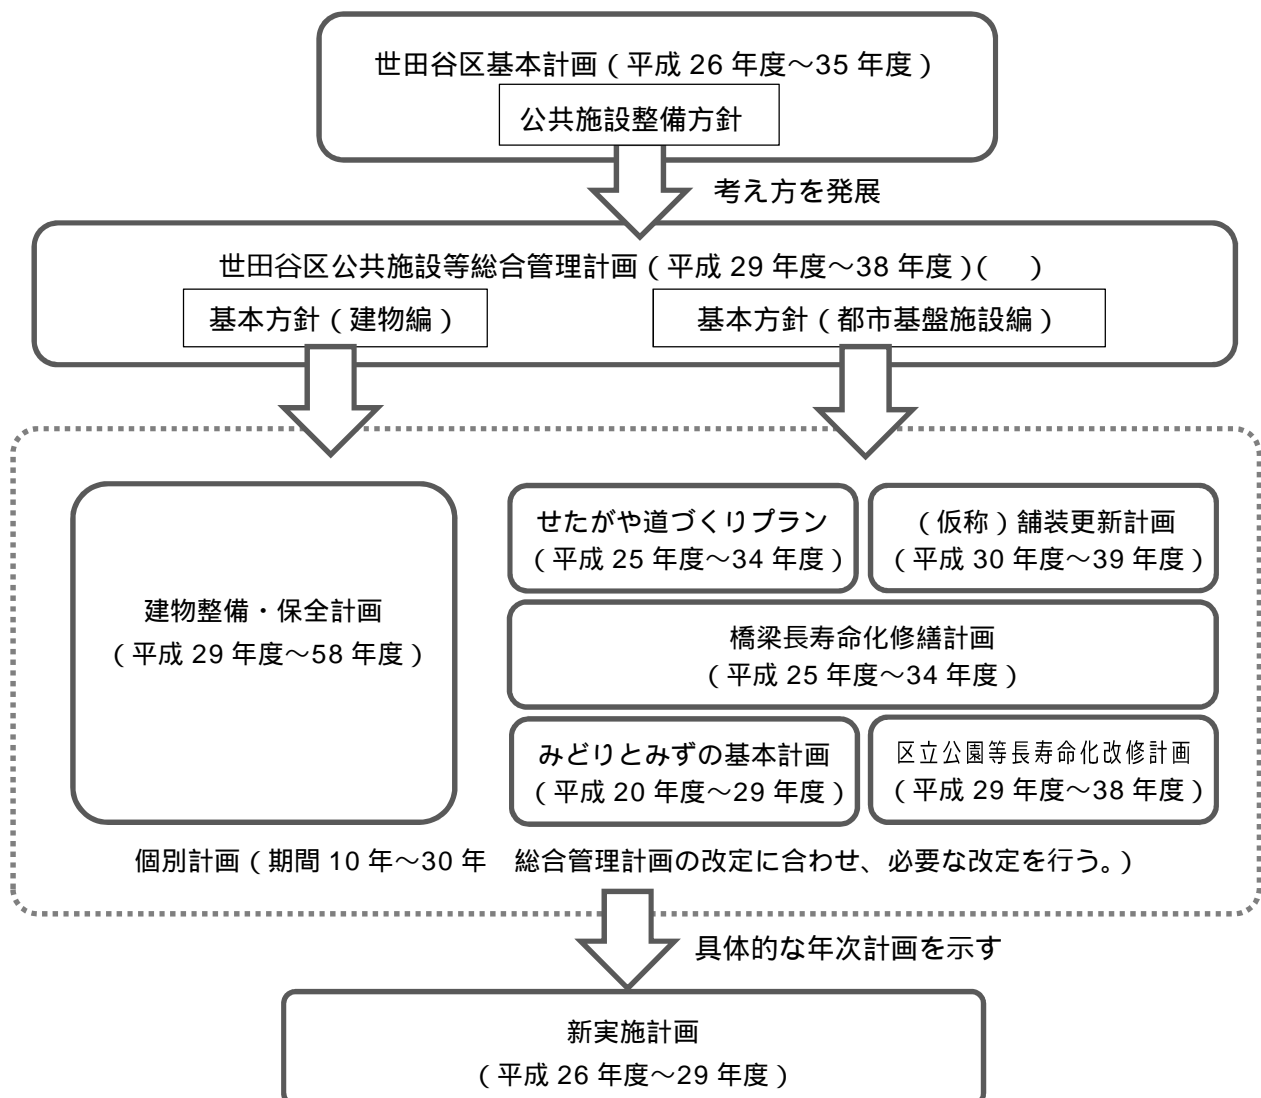 世田谷区基本計画（平成 26 年度～35 年度）
公共施設整備方針
考え方を発展
世田谷区公共施設等総合管理計画（平成 29 年度～38 年度）（　）
基本方針（建物編）
基本方針（都市基盤施設編）
建物整備・保全計画
（平成 29 年度～58 年度）
せたがや道づくりプラン
（平成 25 年度～34 年度）
（仮称）舗装更新計画
（平成 30 年度～39 年度）
橋梁長寿命化修繕計画
（平成 25 年度～34 年度）
みどりとみずの基本計画
（平成 20 年度～29 年度）
区立公園等長寿命化改修計画
（平成 29 年度～38 年度）
個別計画（期間 10 年～30 年　総合管理計画の改定に合わせ、必要な改定を行う。）
具体的な年次計画を示す
新実施計画
（平成 26 年度～29 年度）